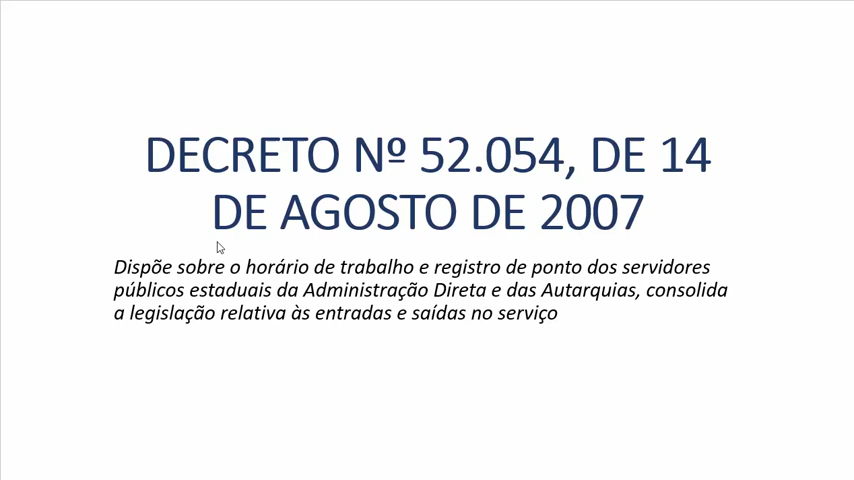 DECRETO Nº 52.054, DE 14
DE AGOSTO DE 2007
Dispõe sobre o horário de trabalho e registro de ponto dos servidores
públicos estaduais da Administração Direta e das Autarquias, consolida
a legislação relativa às entradas e saídas no serviço